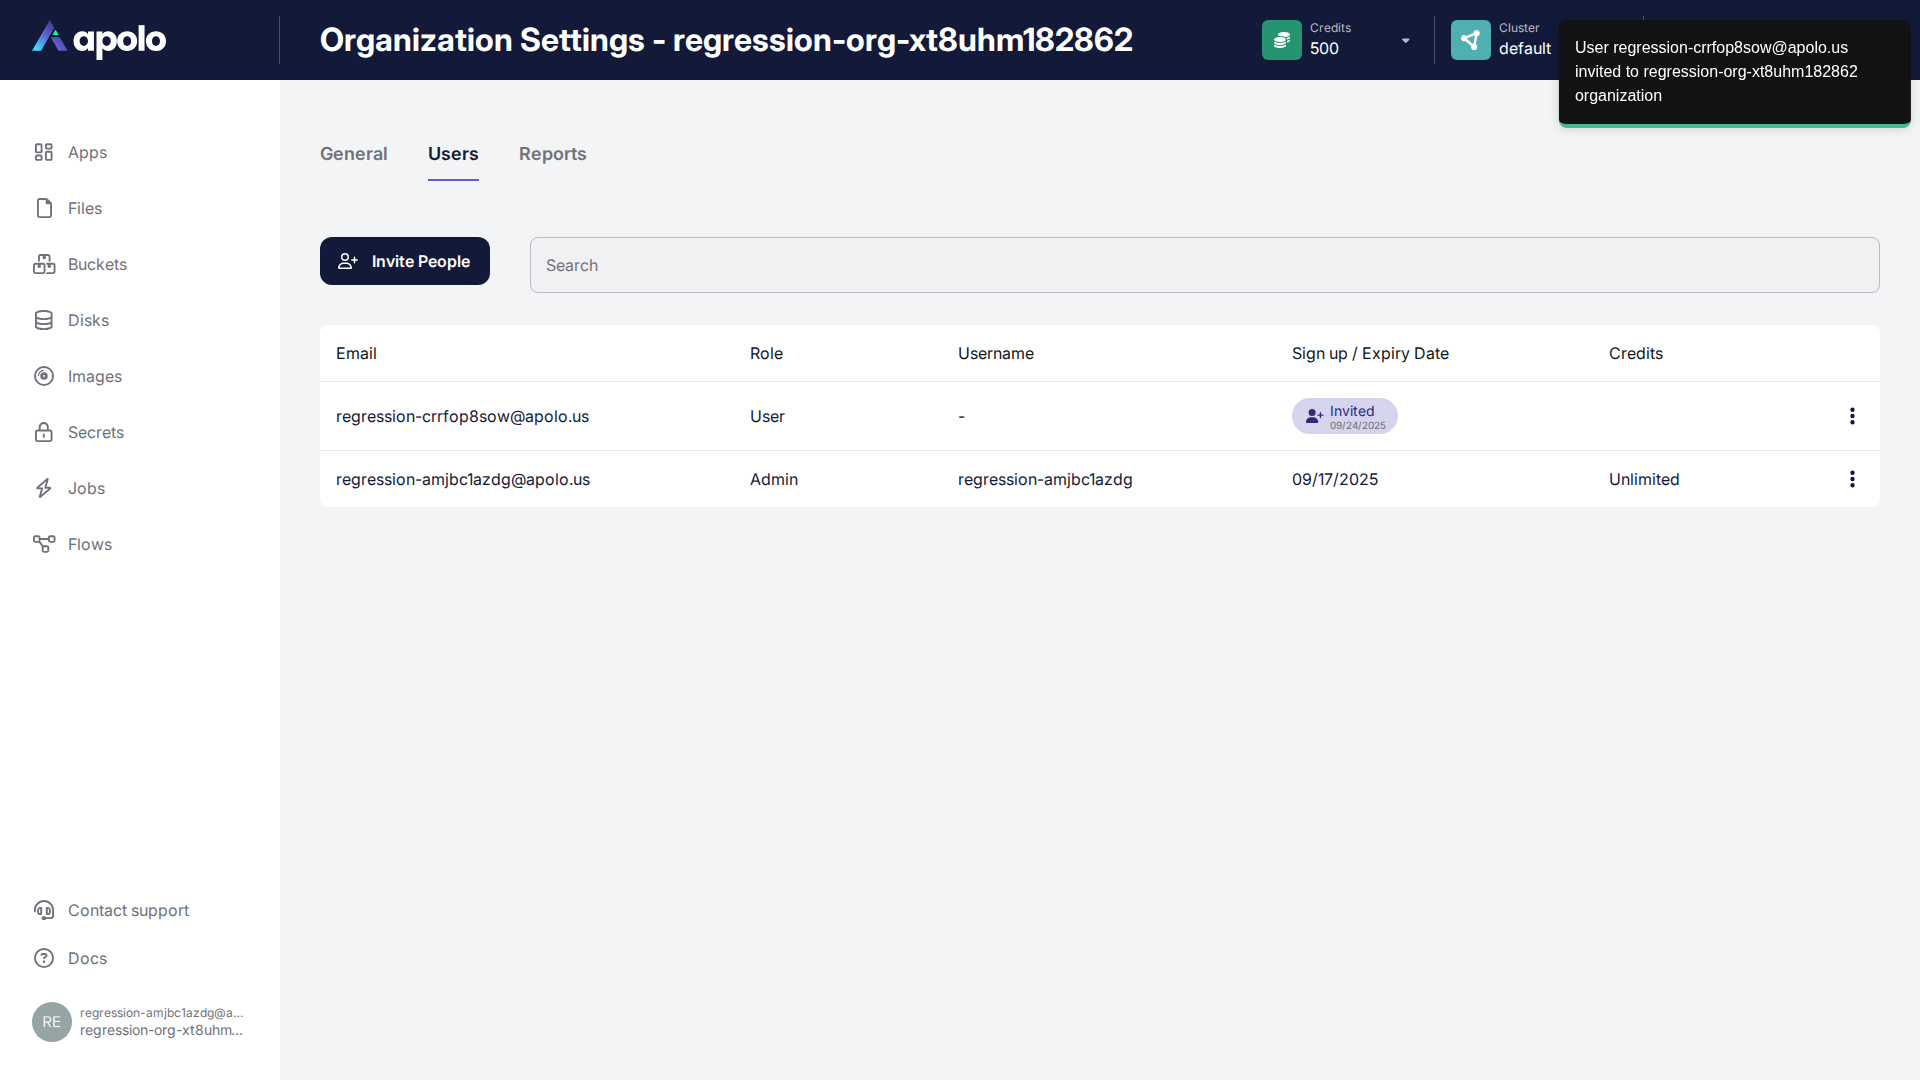 apolo
Organization Settings - regression-org-xt8uhm182862
Credits
500
Cluster
default
User regression-crrfop8sow@apolo.us
invited to regression-org-xt8uhm182862
organization
Apps
Files
Buckets
Disks
Images
Secrets
Jobs
Flows
Contact support
Docs
RE
regression-amjbc1azdg@a...
regression-org-xt8uhm...
General
Users
Reports
Invite People
Search
Email Role Username Sign up / Expiry Date Credits
regression-crrfop8sow@apolo.us User - Invited
09/24/2025
regression-amjbc1azdg@apolo.us Admin regression-amjbc1azdg 09/17/2025 Unlimited